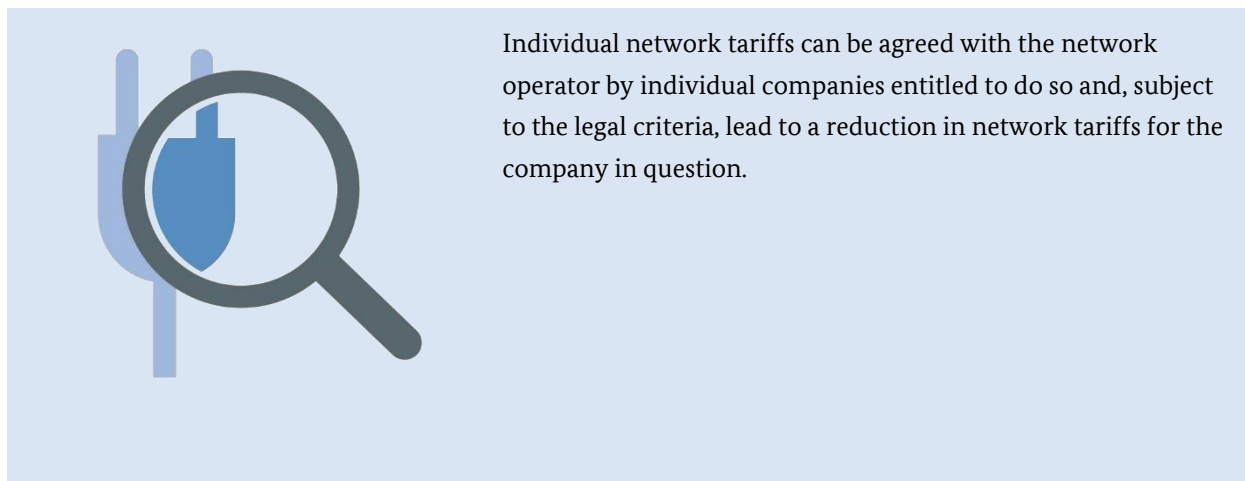 Individual network tariffs can be agreed with the network
operator by individual companies entitled to do so and, subject
to the legal criteria, lead to a reduction in network tariffs for the
company in question.